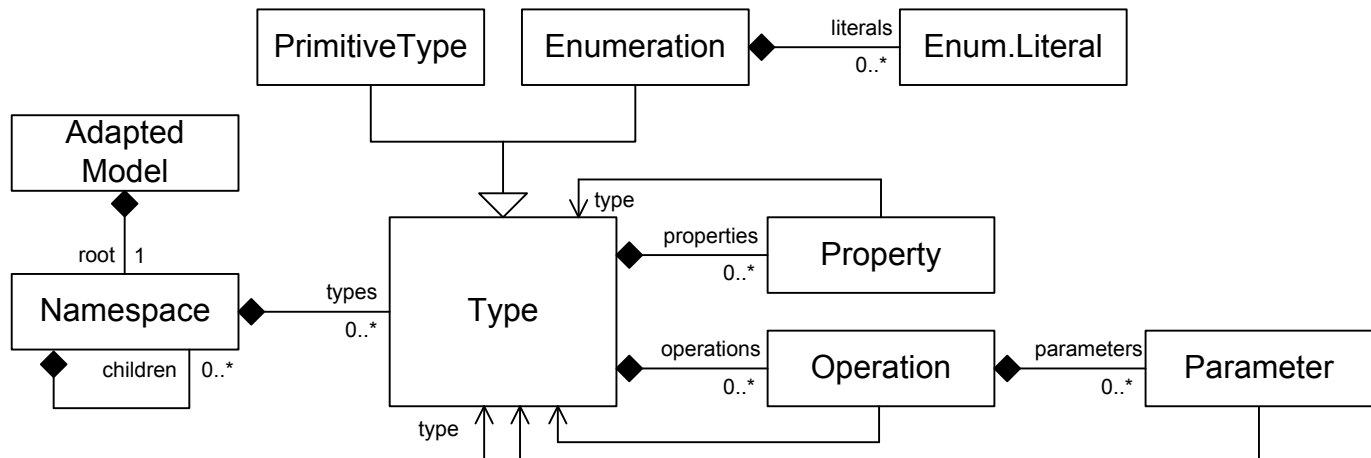 PrimitiveType
Enumeration
literals
0..*
Enum.Literal
Adapted
Model
root
1
Namespace
children
0..*
types
0..*
Type
type
properties
0..*
Property
operations
0..*
Operation
parameters
0..*
Parameter
type